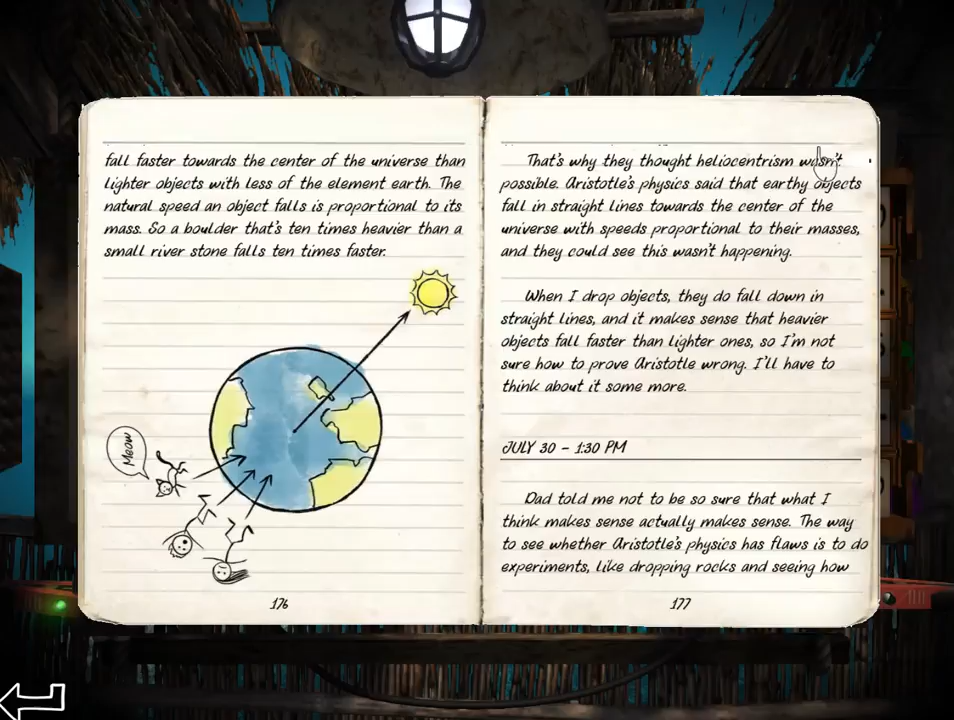 fall faster towards the center of the universe than
lighter objects with less of the element earth. The
natural speed an object falls is proportional to its
mass. So a boulder that's ten times heavier than a
small river stone falls ten times faster.
Meow
176
That's why they thought heliocentrism wasn't
possible. Aristotle's physics said that earthy objects
fall in straight lines towards the center of the
universe with speeds proportional to their masses,
and they could see this wasn't happening.
When I drop objects, they do fall down in
straight lines, and it makes sense that heavier
objects fall faster than lighter ones, so I'm not
sure how to prove Aristotle wrong. I'll have to
think about it some more.
JULY 30 - 1:30 PM
Dad told me not to be so sure that what I
think makes sense actually makes sense. The way
to see whether Aristotle's physics has flaws is to do
experiments, like dropping rocks and seeing how
177